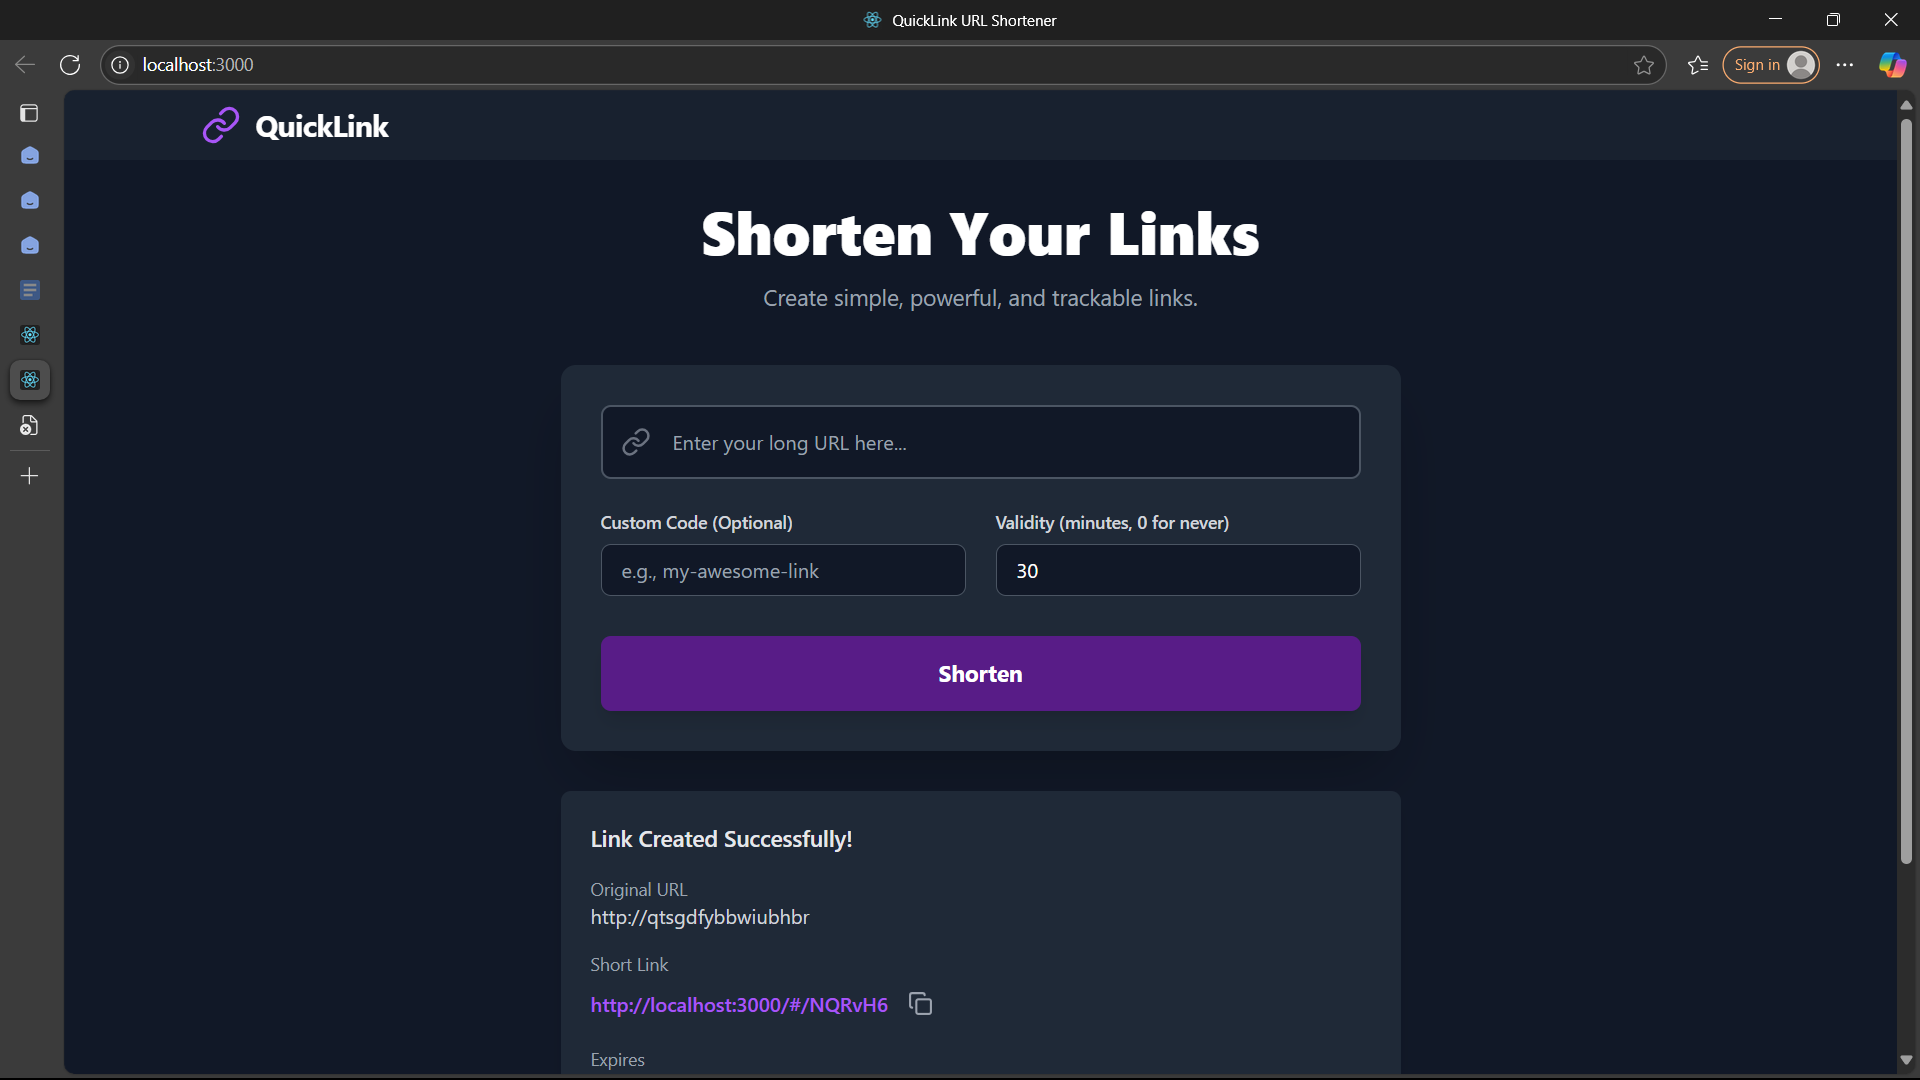 QuickLink URL Shortener
localhost:3000
Sign in
QuickLink
Shorten Your Links
Create simple, powerful, and trackable links.
Enter your long URL here...
Custom Code (Optional)
Validity (minutes, 0 for never)
e.g., my-awesome-link
30
Shorten
Link Created Successfully!
Original URL
http://qtsgdfybbwiubhbr
Short Link
http://localhost:3000/#/NQRvH6
Expires